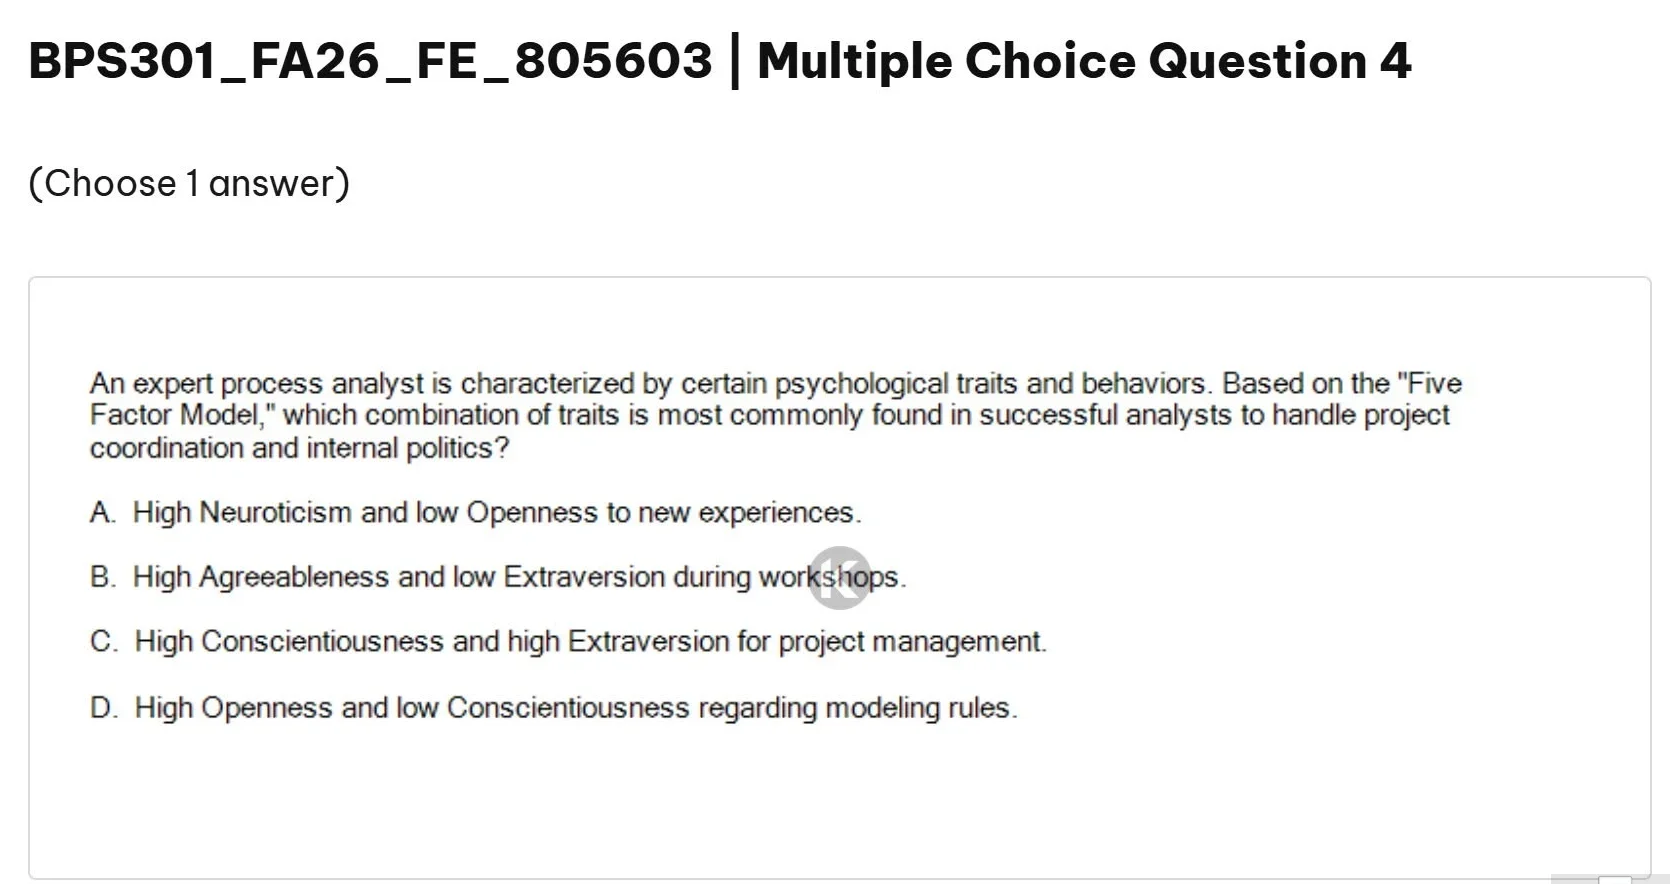 BPS301_FA26_FE_805603 | Multiple Choice Question 4
(Choose 1 answer)
An expert process analyst is characterized by certain psychological traits and behaviors. Based on the "Five
Factor Model," which combination of traits is most commonly found in successful analysts to handle project
coordination and internal politics?
A. High Neuroticism and low Openness to new experiences.
B. High Agreeableness and low Extraversion during workshops.
C. High Conscientiousness and high Extraversion for project management.
D. High Openness and low Conscientiousness regarding modeling rules.